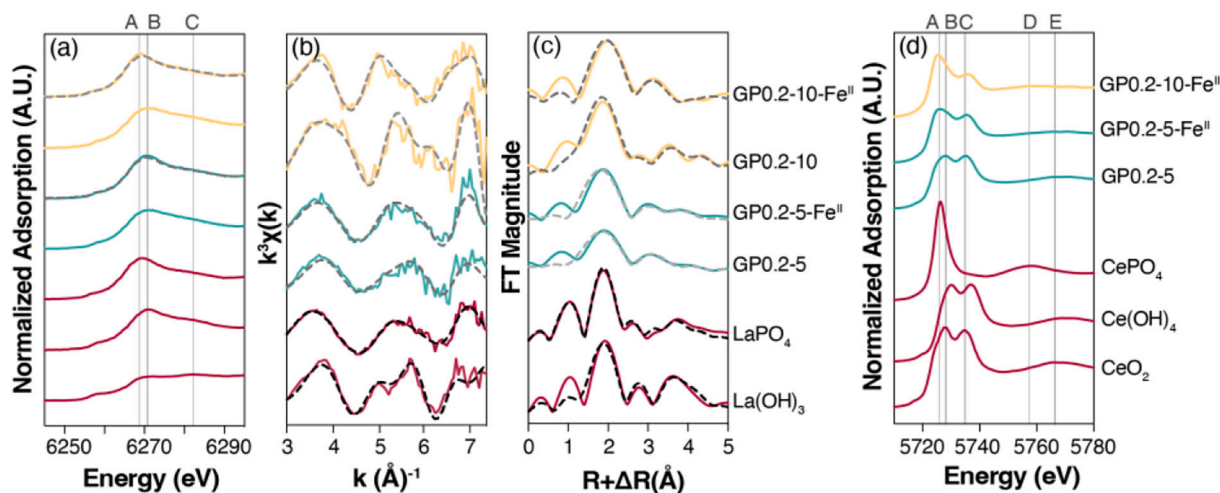 A B C
A B C D E
(a)
(b)
(c)
(d)
Normalized Adsorption (A.U.)
6250 6270 6290
Energy (eV)
k³χ(k)
3 4 5 6 7
k (Å)⁻¹
FT Magnitude
0 1 2 3 4 5
R+ΔR(Å)
GP0.2-10-Feᴵᴵ
GP0.2-10
GP0.2-5-Feᴵᴵ
GP0.2-5
LaPO₄
La(OH)₃
Normalized Adsorption (A.U.)
5720 5740 5760 5780
Energy (eV)
GP0.2-10-Feᴵᴵ
GP0.2-5-Feᴵᴵ
GP0.2-5
CePO₄
Ce(OH)₄
CeO₂